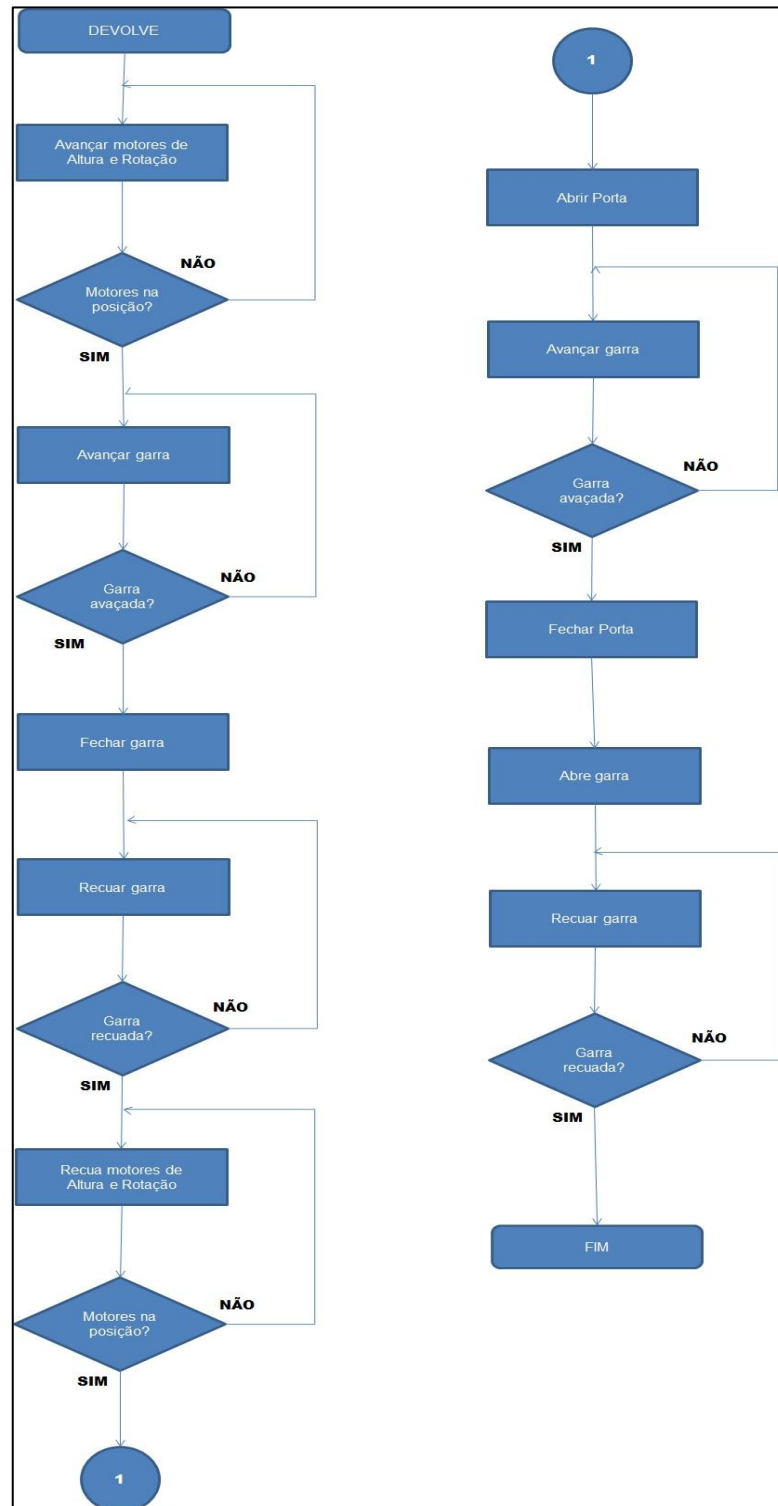 DEVOLVE
Avançar motores de
Altura e Rotação
NÃO
Motores na
posição?
SIM
Avançar garra
NÃO
Garra
avaçada?
SIM
Fechar garra
Recuar garra
NÃO
Garra
recuada?
SIM
Recua motores de
Altura e Rotação
NÃO
Motores na
posição?
SIM
1
1
Abrir Porta
Avançar garra
NÃO
Garra
avaçada?
SIM
Fechar Porta
Abre garra
Recuar garra
NÃO
Garra
recuada?
SIM
FIM